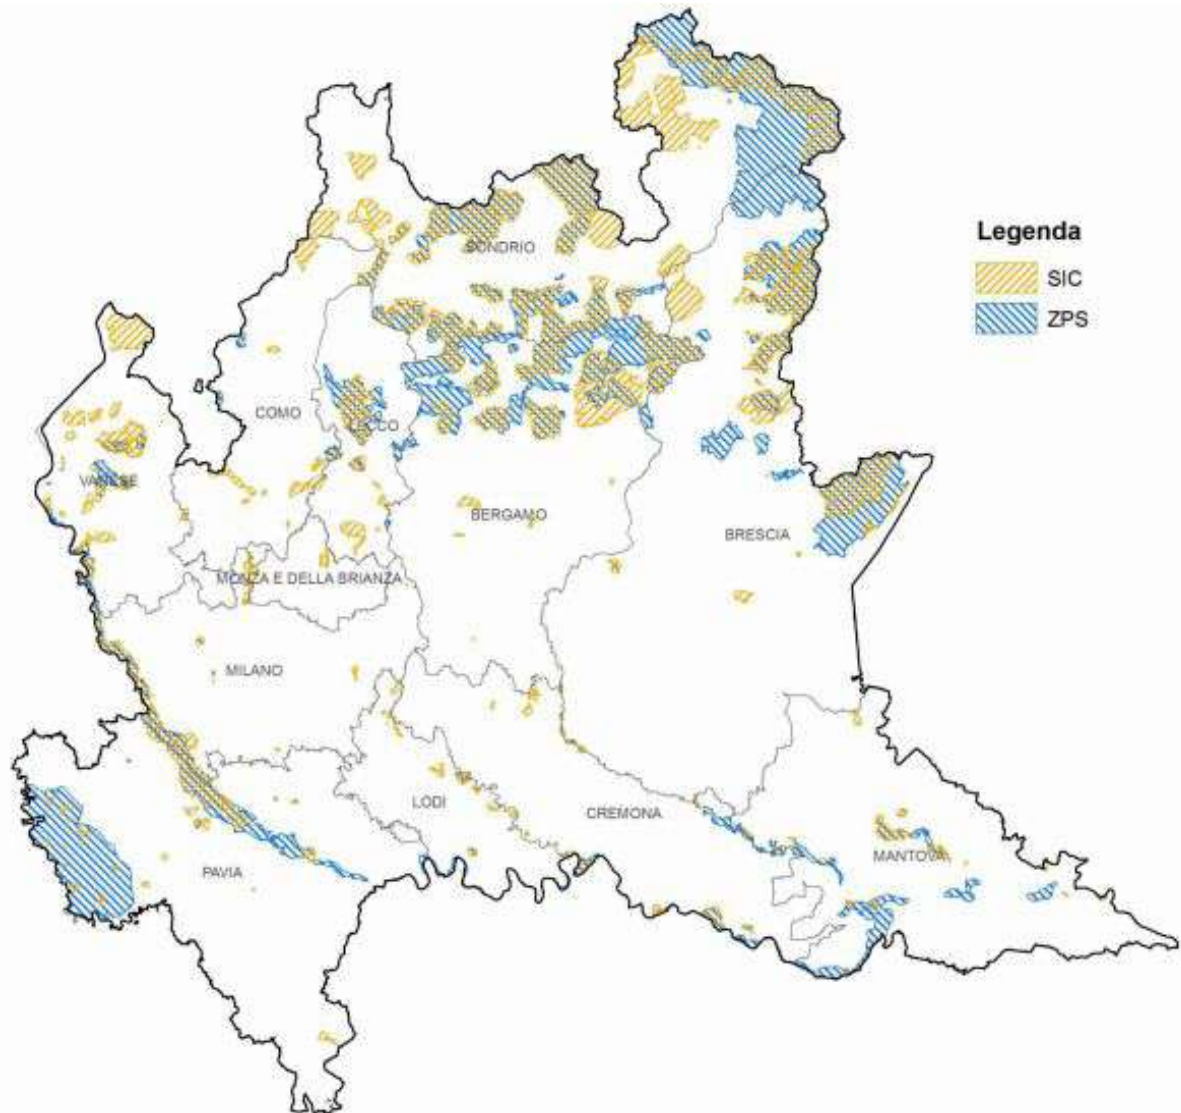 Legenda
SIC
ZPS
SONDRIO
COMO
LECCO
VARESE
BERGAMO
BRESCIA
MONZA E DELLA BRIANZA
MILANO
LODI
CREMONA
PAVIA
MANTOVA